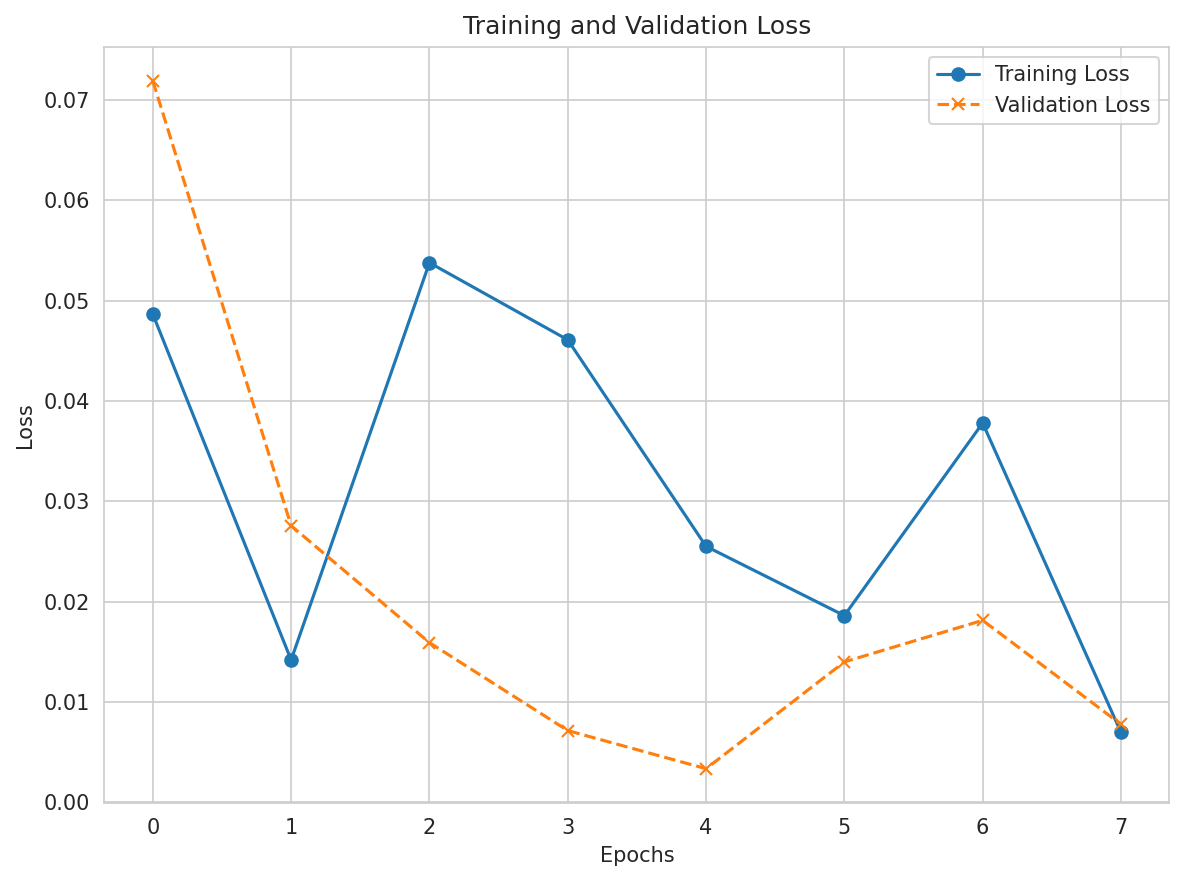 Training and Validation Loss
Training Loss
Validation Loss
0.07
0.06
0.05
0.04
0.03
0.02
0.01
0.00
Loss
0 1 2 3 4 5 6 7
Epochs